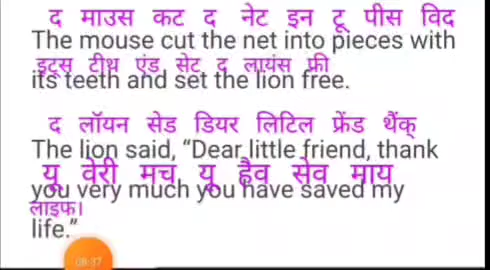 द माउस कट द नेट इन टू पीस विद
The mouse cut the net into pieces with
इट्स टीथ एंड सेट द लायंस फ्री
its teeth and set the lion free.
द लॉयन सेड डियर लिटिल फ्रेंड थैंक्
The lion said, “Dear little friend, thank
यू वेरी मच यू हैव सेव माय
you very much you have saved my
लाइफ।
life.”
08:37